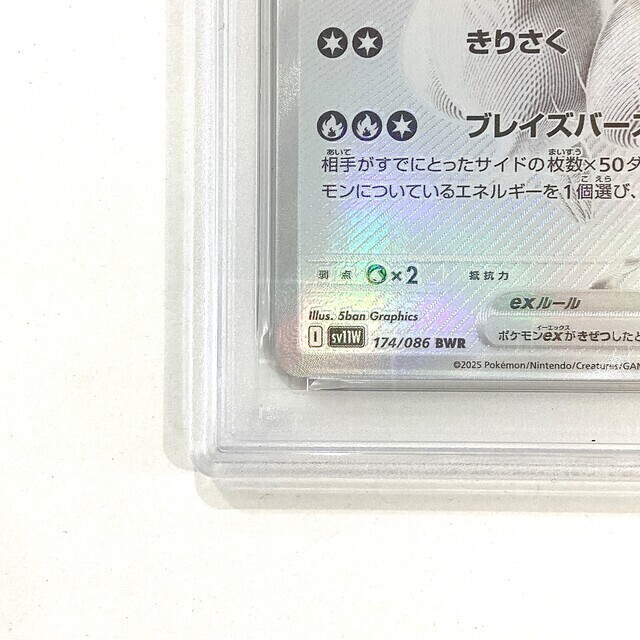 きりさく
ブレイズバース
相手がすでにとったサイドの枚数×50ダ
モンについているエネルギーを1個選び、
弱点 ×2 抵抗力
exルール
Illus. 5ban Graphics
ポケモンexがきぜつしたと
I sv11W 174/086 BWR
©2025 Pokémon/Nintendo/Creatures/GAM